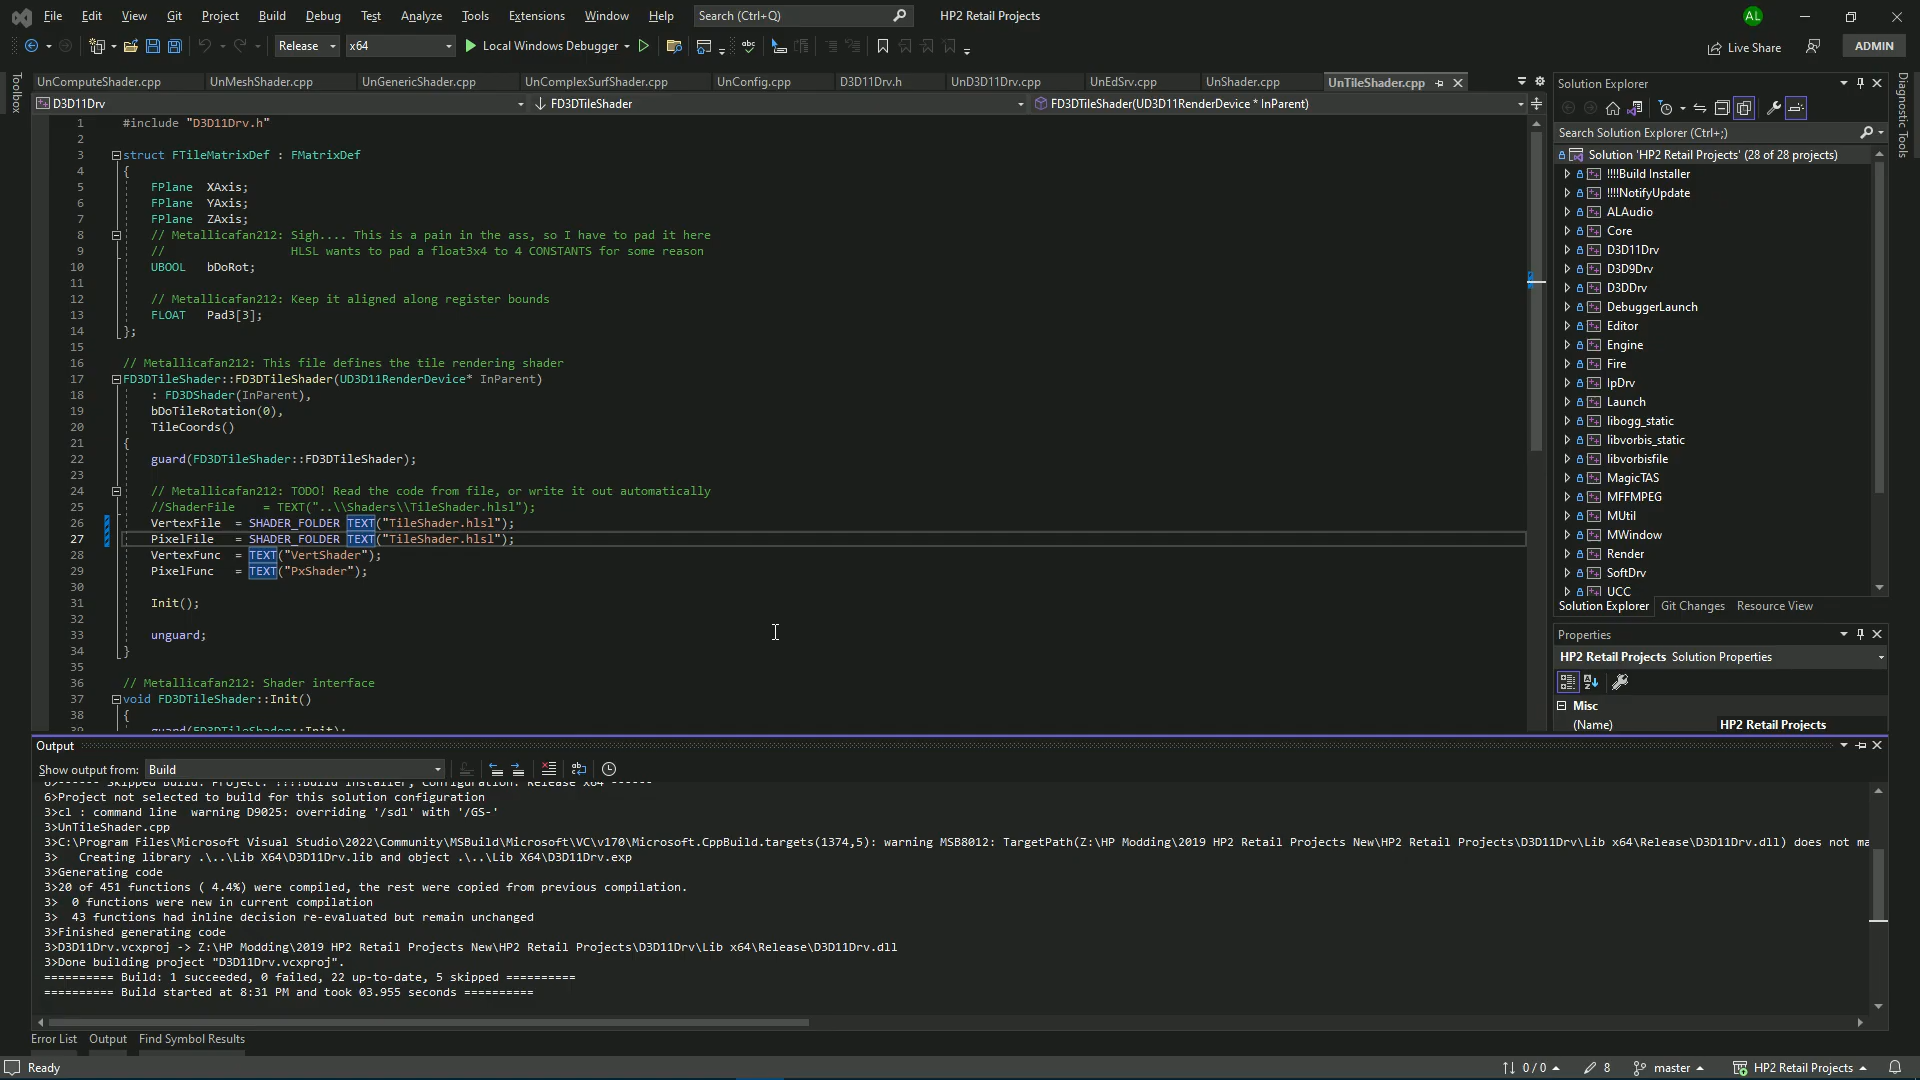 File Edit View Git Project Build Debug Test Analyze Tools Extensions Window Help Search (Ctrl+Q) HP2 Retail Projects AL
Release x64 Local Windows Debugger Live Share ADMIN
Toolbox
UnComputeShader.cpp UnMeshShader.cpp UnGenericShader.cpp UnComplexSurfShader.cpp UnConfig.cpp D3D11Drv.h UnD3D11Drv.cpp UnEdSrv.cpp UnShader.cpp UnTileShader.cpp
D3D11Drv FD3DTileShader FD3DTileShader(UD3D11RenderDevice * InParent)
1 #include "D3D11Drv.h"
2
3 struct FTileMatrixDef : FMatrixDef
4 {
5 FPlane XAxis;
6 FPlane YAxis;
7 FPlane ZAxis;
8 // Metallicafan212: Sigh.... This is a pain in the ass, so I have to pad it here
9 // HLSL wants to pad a float3x4 to 4 CONSTANTS for some reason
10 UBOOL bDoRot;
11
12 // Metallicafan212: Keep it aligned along register bounds
13 FLOAT Pad3[3];
14 };
15
16 // Metallicafan212: This file defines the tile rendering shader
17 FD3DTileShader::FD3DTileShader(UD3D11RenderDevice* InParent)
18 : FD3DShader(InParent),
19 bDoTileRotation(0),
20 TileCoords()
21 {
22 guard(FD3DTileShader::FD3DTileShader);
23
24 // Metallicafan212: TODO! Read the code from file, or write it out automatically
25 //ShaderFile = TEXT("..\\Shaders\\TileShader.hlsl");
26 VertexFile = SHADER_FOLDER TEXT("TileShader.hlsl");
27 PixelFile = SHADER_FOLDER TEXT("TileShader.hlsl");
28 VertexFunc = TEXT("VertShader");
29 PixelFunc = TEXT("PxShader");
30
31 Init();
32
33 unguard;
34 }
35
36 // Metallicafan212: Shader interface
37 void FD3DTileShader::Init()
38 {
39 guard(FD3DTileShader::Init);
Solution Explorer
Search Solution Explorer (Ctrl+;)
Solution 'HP2 Retail Projects' (28 of 28 projects)
!!!!Build Installer
!!!!NotifyUpdate
ALAudio
Core
D3D11Drv
D3D9Drv
D3DDrv
DebuggerLaunch
Editor
Engine
Fire
IpDrv
Launch
libogg_static
libvorbis_static
libvorbisfile
MagicTAS
MFFMPEG
MUtil
MWindow
Render
SoftDrv
UCC
Solution Explorer Git Changes Resource View
Diagnostic Tools
Properties
HP2 Retail Projects Solution Properties
Misc
(Name) HP2 Retail Projects
Output
Show output from: Build
6>------ Skipped Build: Project: !!!!Build Installer, Configuration: Release x64 ------
6>Project not selected to build for this solution configuration
3>cl : command line  warning D9025: overriding '/sdl' with '/GS-'
3>UnTileShader.cpp
3>C:\Program Files\Microsoft Visual Studio\2022\Community\MSBuild\Microsoft\VC\v170\Microsoft.CppBuild.targets(1374,5): warning MSB8012: TargetPath(Z:\HP Modding\2019 HP2 Retail Projects New\HP2 Retail Projects\D3D11Drv\Lib x64\Release\D3D11Drv.dll) does not ma
3>   Creating library .\..\Lib X64\D3D11Drv.lib and object .\..\Lib X64\D3D11Drv.exp
3>Generating code
3>20 of 451 functions ( 4.4%) were compiled, the rest were copied from previous compilation.
3>  0 functions were new in current compilation
3>  43 functions had inline decision re-evaluated but remain unchanged
3>Finished generating code
3>D3D11Drv.vcxproj -> Z:\HP Modding\2019 HP2 Retail Projects New\HP2 Retail Projects\D3D11Drv\Lib x64\Release\D3D11Drv.dll
3>Done building project "D3D11Drv.vcxproj".
========== Build: 1 succeeded, 0 failed, 22 up-to-date, 5 skipped ==========
========== Build started at 8:31 PM and took 03.955 seconds ==========
Error List Output Find Symbol Results
Ready 0 / 0 8 master HP2 Retail Projects